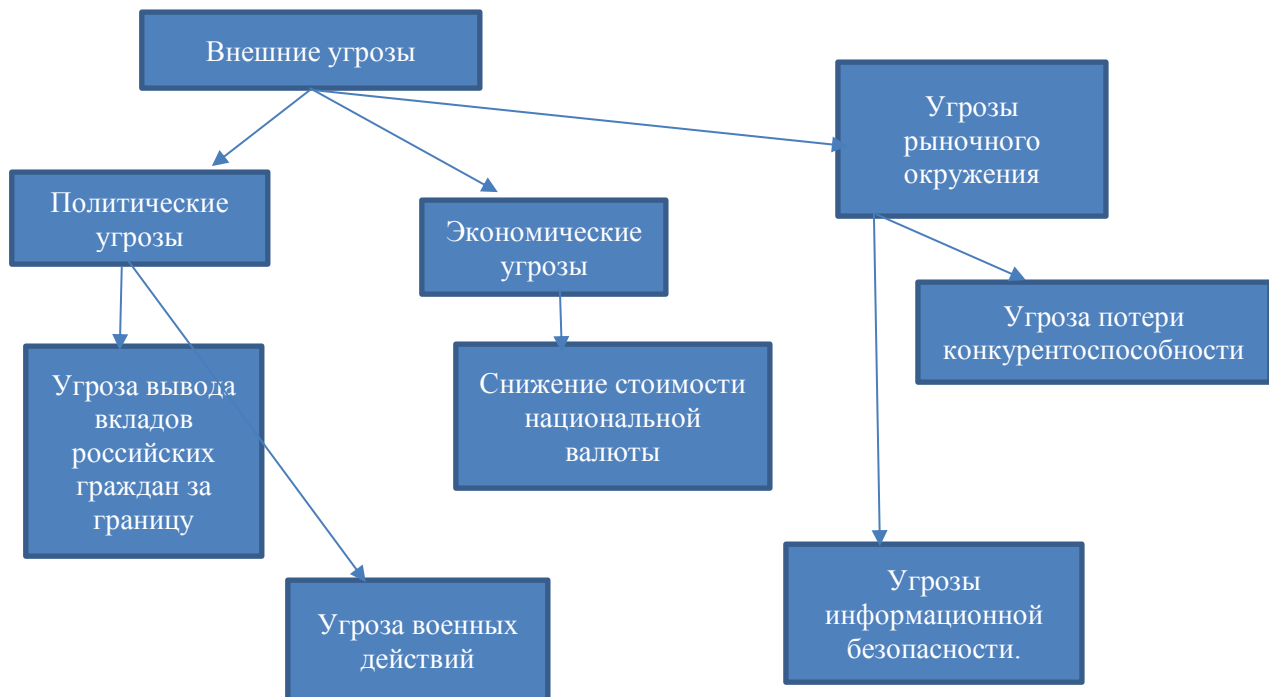 Внешние угрозы
Угрозы
рыночного
окружения
Политические
угрозы
Экономические
угрозы
Угроза потери
конкурентоспособности
Угроза вывода
вкладов
российских
граждан за
границу
Снижение стоимости
национальной
валюты
Угроза военных
действий
Угрозы
информационной
безопасности.